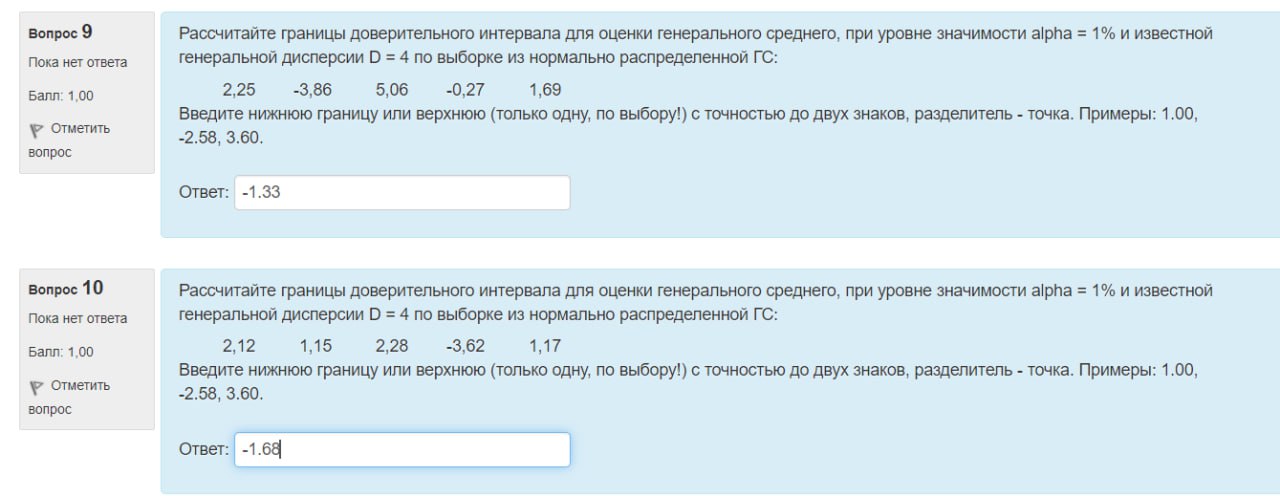 Вопрос 9
Пока нет ответа
Балл: 1,00
Отметить
вопрос
Рассчитайте границы доверительного интервала для оценки генерального среднего, при уровне значимости alpha = 1% и известной
генеральной дисперсии D = 4 по выборке из нормально распределенной ГС:
2,25 -3,86 5,06 -0,27 1,69
Введите нижнюю границу или верхнюю (только одну, по выбору!) с точностью до двух знаков, разделитель - точка. Примеры: 1.00,
-2.58, 3.60.
Ответ: -1.33
Вопрос 10
Пока нет ответа
Балл: 1,00
Отметить
вопрос
Рассчитайте границы доверительного интервала для оценки генерального среднего, при уровне значимости alpha = 1% и известной
генеральной дисперсии D = 4 по выборке из нормально распределенной ГС:
2,12 1,15 2,28 -3,62 1,17
Введите нижнюю границу или верхнюю (только одну, по выбору!) с точностью до двух знаков, разделитель - точка. Примеры: 1.00,
-2.58, 3.60.
Ответ: -1.68